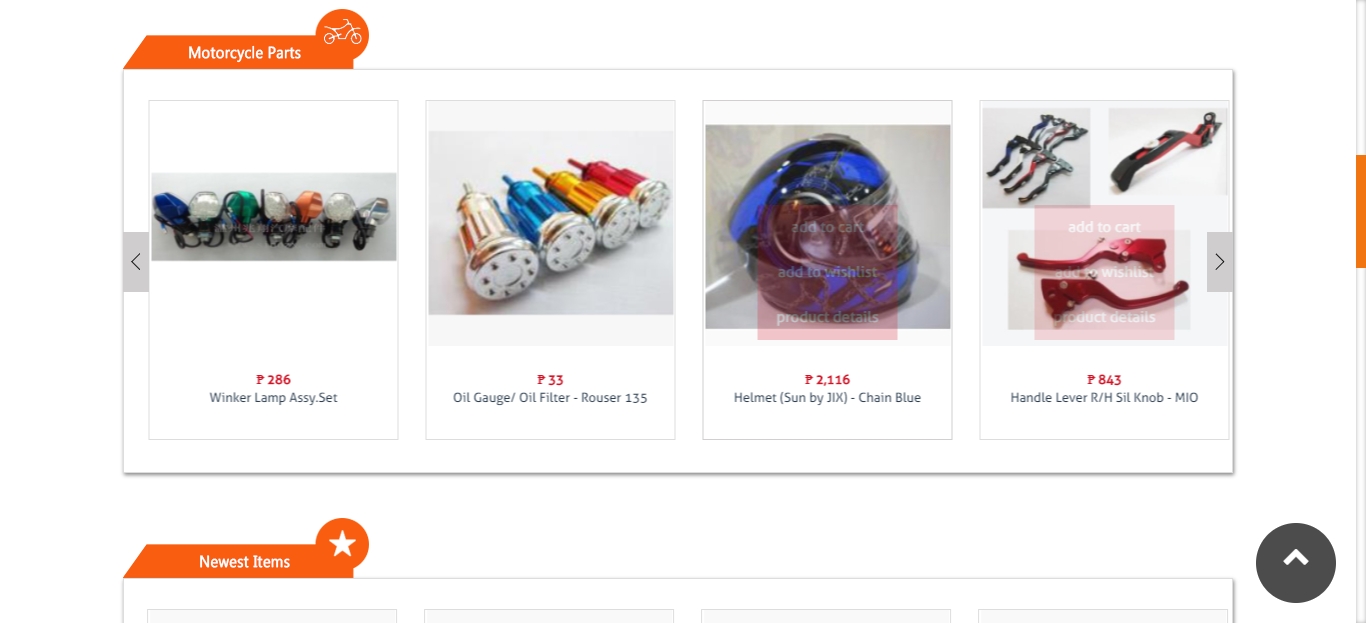 Motorcycle Parts
₱ 286
Winker Lamp Assy.Set
₱ 33
Oil Gauge/ Oil Filter - Rouser 135
add to cart
add to wishlist
product details
₱ 2,116
Helmet (Sun by JIX) - Chain Blue
add to cart
add to wishlist
product details
₱ 843
Handle Lever R/H Sil Knob - MIO
Newest Items